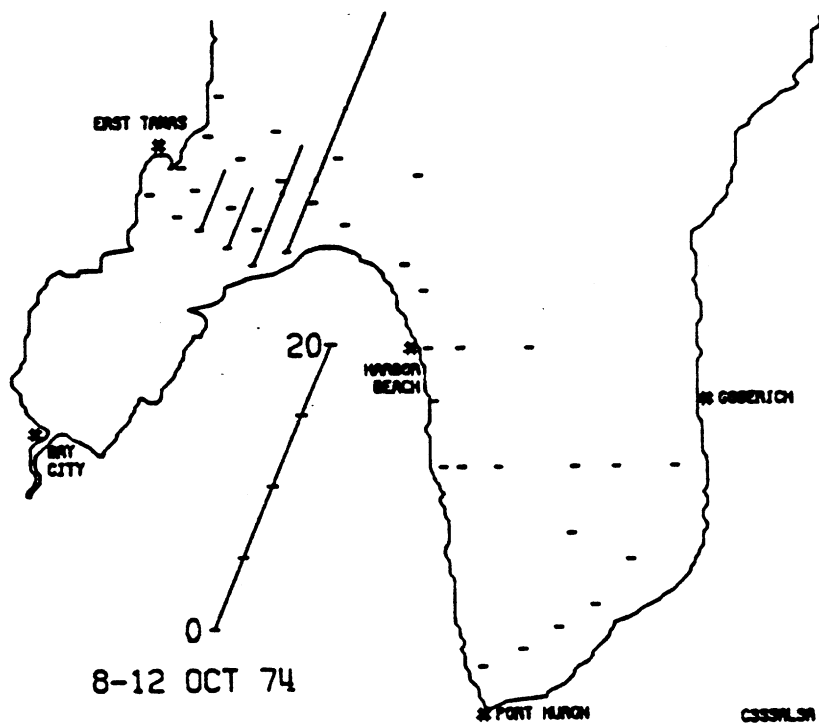 EAST TAWAS
20
HARBOR
BEACH
GODERICH
BAY
CITY
0
8-12 OCT 74
PORT HURON